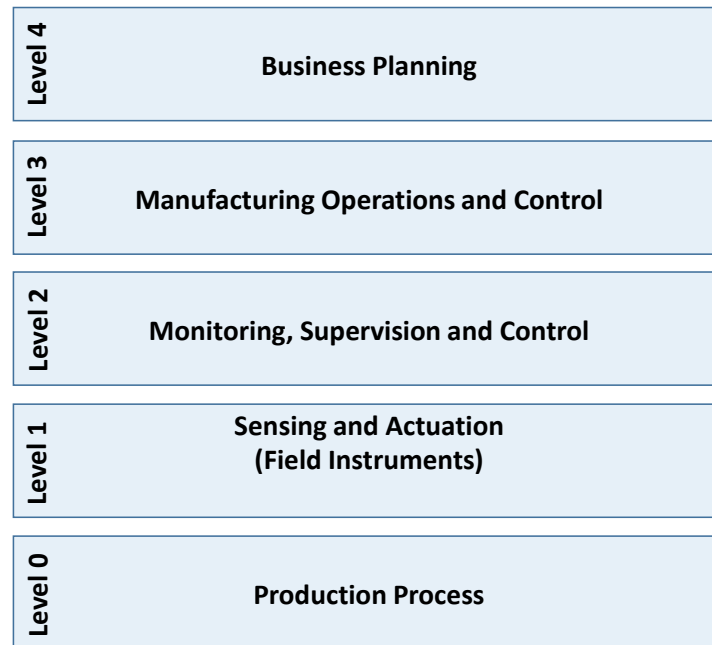 Level 4
Business Planning
Level 3
Manufacturing Operations and Control
Level 2
Monitoring, Supervision and Control
Level 1
Sensing and Actuation
(Field Instruments)
Level 0
Production Process